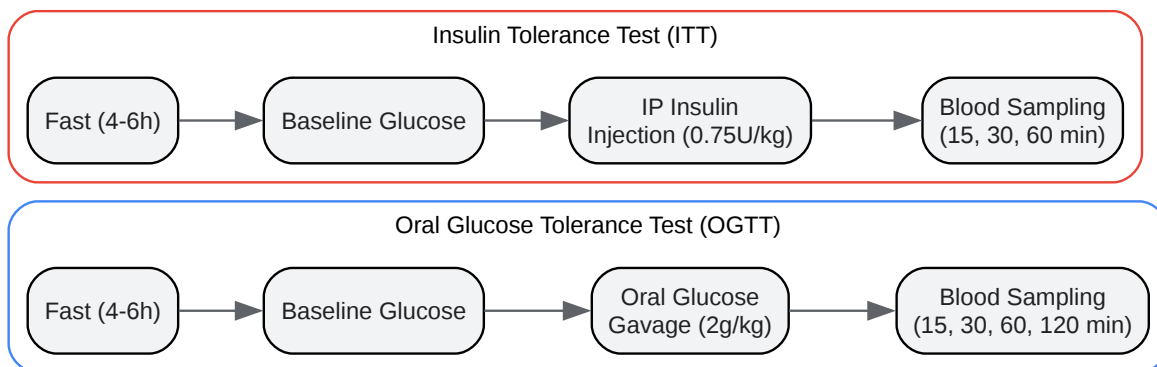 Insulin Tolerance Test (ITT)
Fast (4-6h)
Baseline Glucose
IP Insulin
Injection (0.75U/kg)
Blood Sampling
(15, 30, 60 min)
Oral Glucose Tolerance Test (OGTT)
Fast (4-6h)
Baseline Glucose
Oral Glucose
Gavage (2g/kg)
Blood Sampling
(15, 30, 60, 120 min)